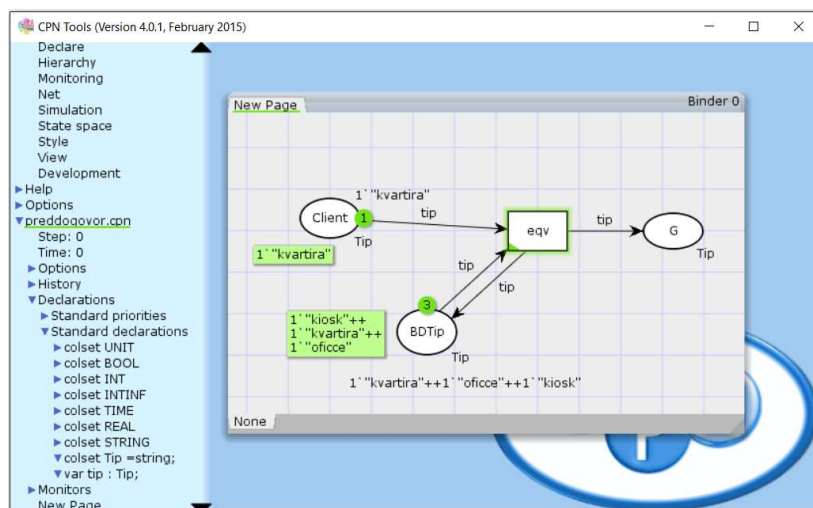 CPN Tools (Version 4.0.1, February 2015)
Declare
Hierarchy
Monitoring
Net
Simulation
State space
Style
View
Development
Help
Options
preddogovor.cpn
Step: 0
Time: 0
Options
History
Declarations
Standard priorities
Standard declarations
colset UNIT
colset BOOL
colset INT
colset INTINF
colset TIME
colset REAL
colset STRING
colset Tip =string;
var tip : Tip;
Monitors
New Page
New Page
Binder 0
1`"kvartira"
Client
1
tip
Tip
1`"kvartira"
eqv
tip
G
Tip
tip
tip
3
1`"kiosk"++
1`"kvartira"++
1`"oficce"
BDTip
Tip
1`"kvartira"++1`"oficce"++1`"kiosk"
None
p